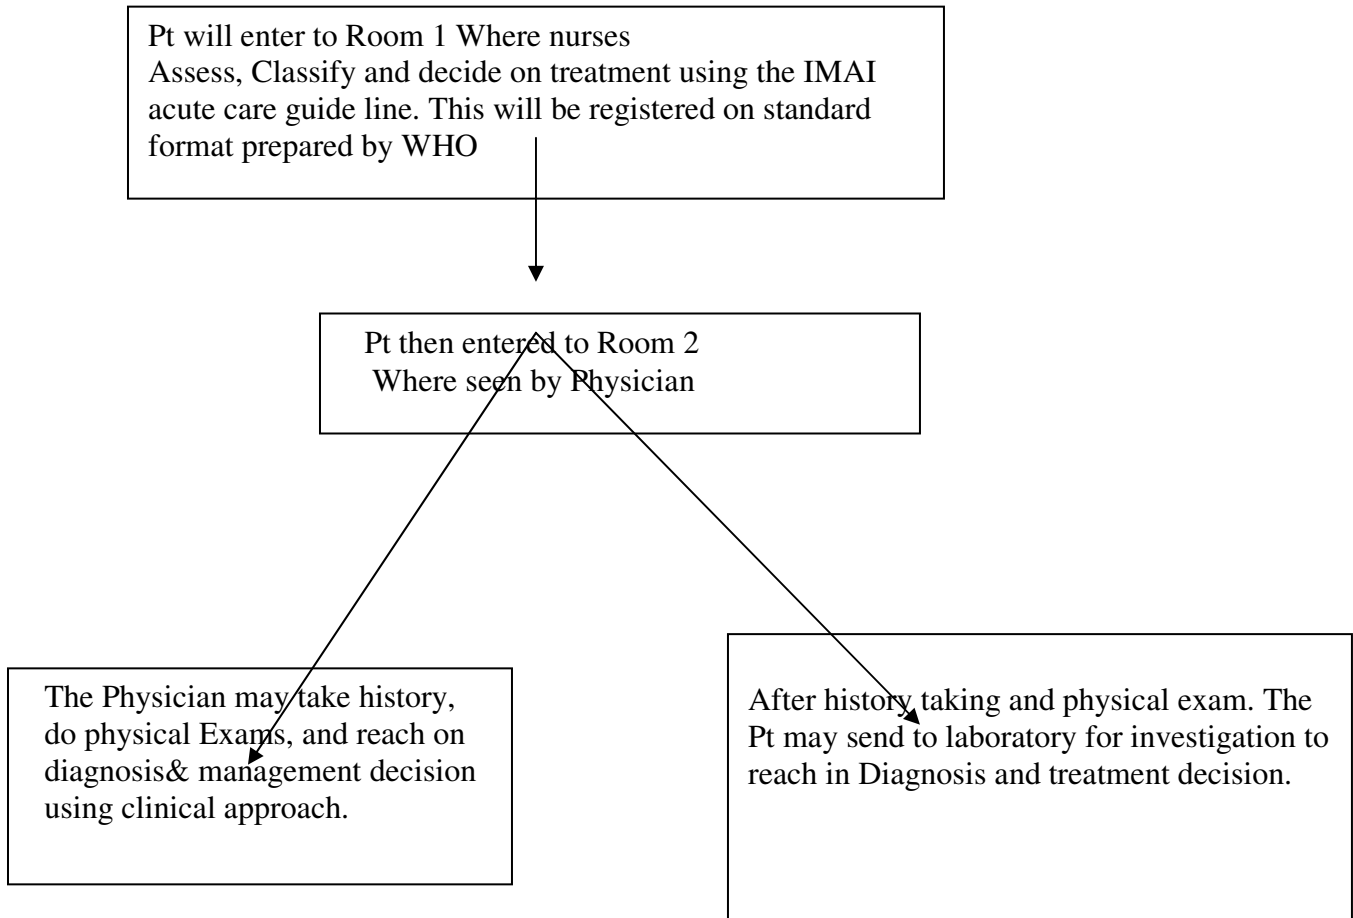 Pt will enter to Room 1 Where nurses
Assess, Classify and decide on treatment using the IMAI
acute care guide line. This will be registered on standard
format prepared by WHO
Pt then entered to Room 2
Where seen by Physician
The Physician may take history,
do physical Exams, and reach on
diagnosis& management decision
using clinical approach.
After history taking and physical exam. The
Pt may send to laboratory for investigation to
reach in Diagnosis and treatment decision.